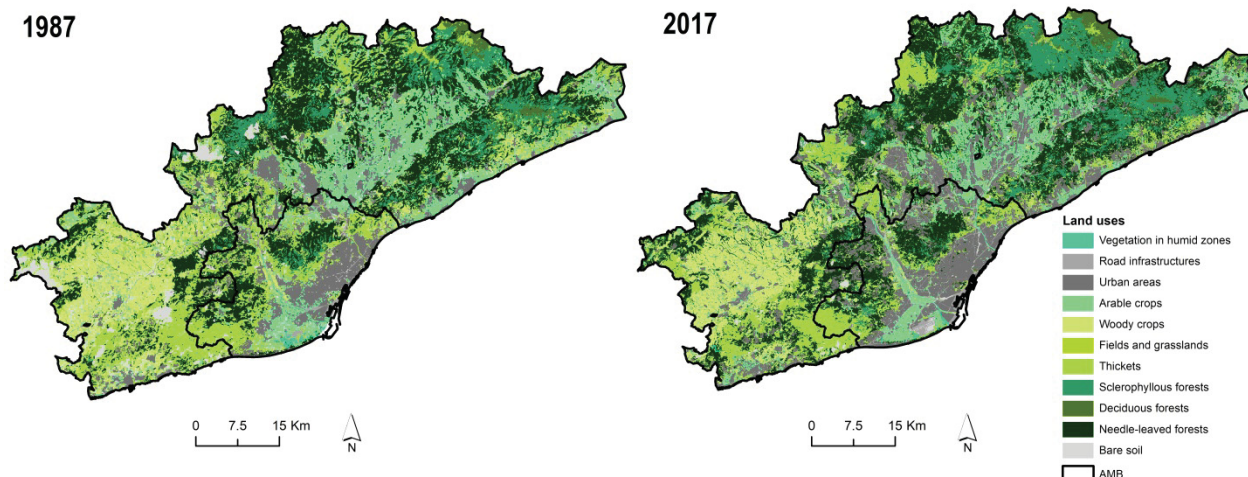 1987
2017
Land uses
Vegetation in humid zones
Road infrastructures
Urban areas
Arable crops
Woody crops
Fields and grasslands
Thickets
Sclerophyllous forests
Deciduous forests
Needle-leaved forests
Bare soil
AMB
0 7.5 15 Km
N
0 7.5 15 Km
N